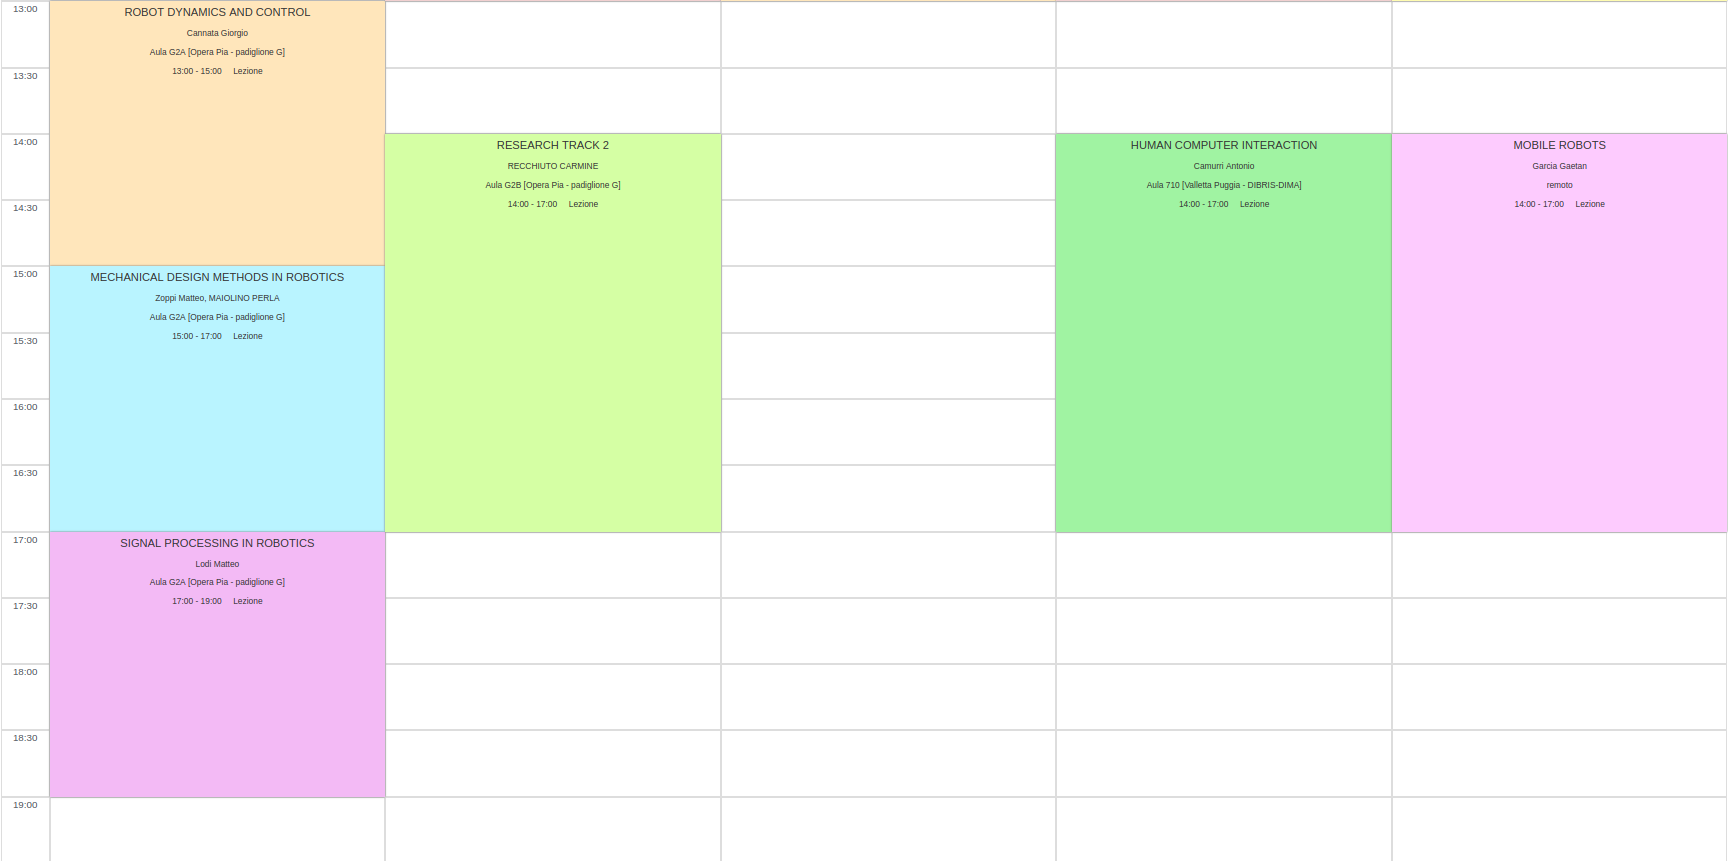 13:00
13:30
14:00
14:30
15:00
15:30
16:00
16:30
17:00
17:30
18:00
18:30
19:00
ROBOT DYNAMICS AND CONTROL
Cannata Giorgio
Aula G2A [Opera Pia - padiglione G]
13:00 - 15:00 Lezione
MECHANICAL DESIGN METHODS IN ROBOTICS
Zoppi Matteo, MAIOLINO PERLA
Aula G2A [Opera Pia - padiglione G]
15:00 - 17:00 Lezione
SIGNAL PROCESSING IN ROBOTICS
Lodi Matteo
Aula G2A [Opera Pia - padiglione G]
17:00 - 19:00 Lezione
RESEARCH TRACK 2
RECCHIUTO CARMINE
Aula G2B [Opera Pia - padiglione G]
14:00 - 17:00 Lezione
HUMAN COMPUTER INTERACTION
Camurri Antonio
Aula 710 [Valletta Puggia - DIBRIS-DIMA]
14:00 - 17:00 Lezione
MOBILE ROBOTS
Garcia Gaetan
remoto
14:00 - 17:00 Lezione